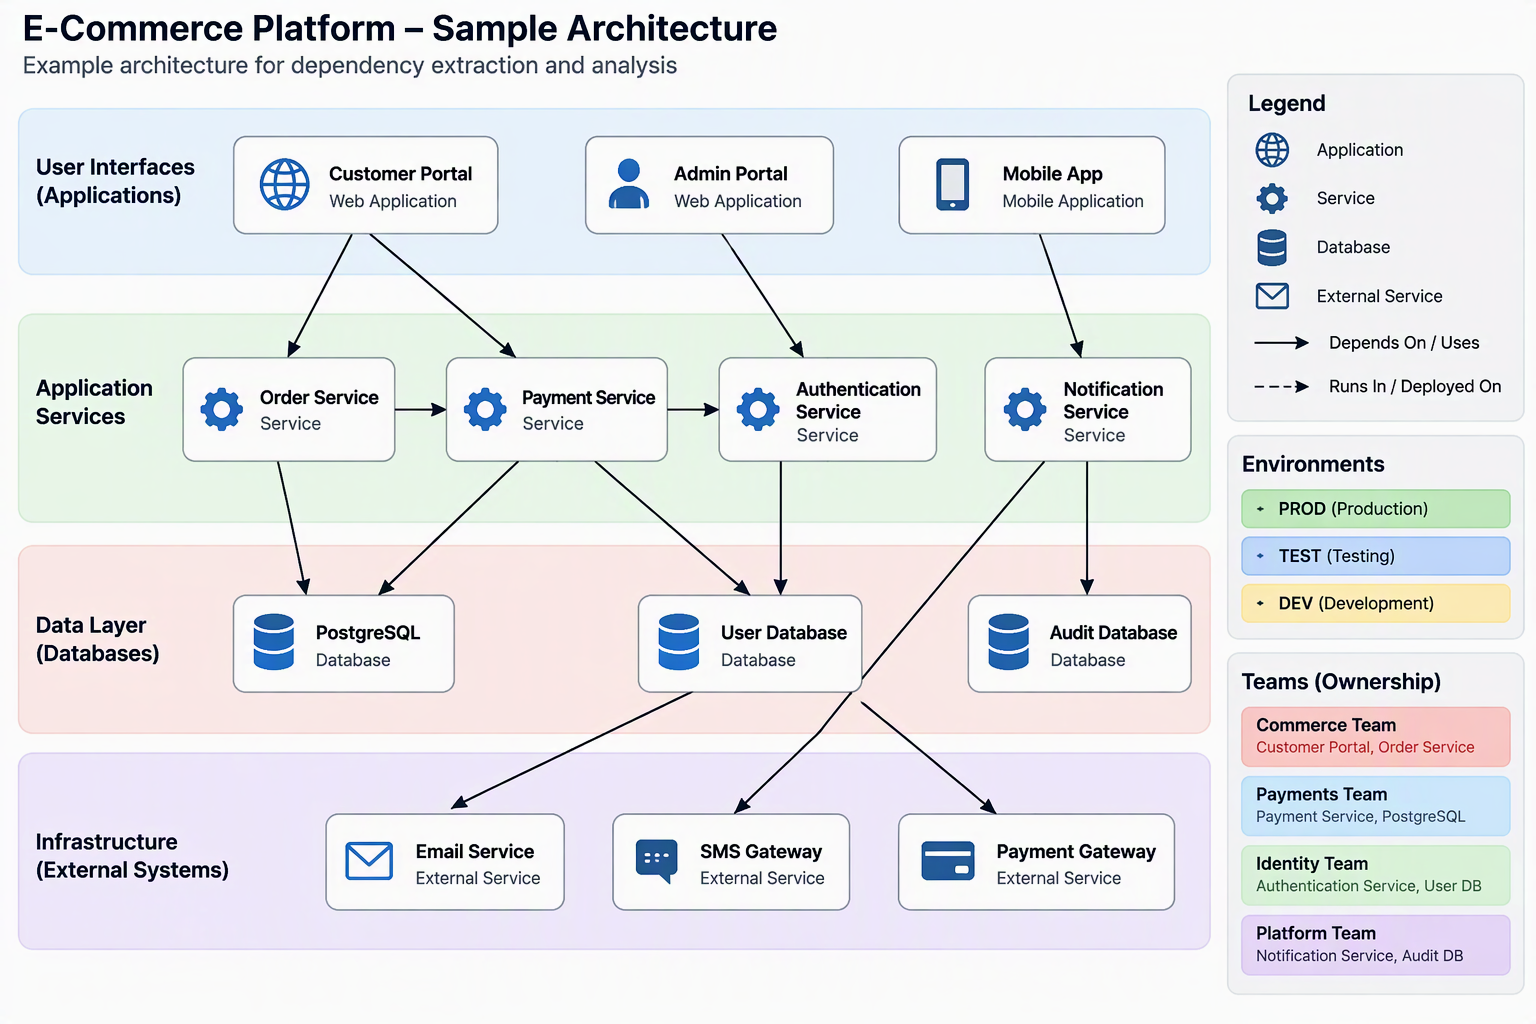 E-Commerce Platform – Sample Architecture
Example architecture for dependency extraction and analysis
User Interfaces
(Applications)
Customer Portal
Web Application
Admin Portal
Web Application
Mobile App
Mobile Application
Application
Services
Order Service
Service
Payment Service
Service
Authentication
Service
Service
Notification
Service
Service
Data Layer
(Databases)
PostgreSQL
Database
User Database
Database
Audit Database
Database
Infrastructure
(External Systems)
Email Service
External Service
SMS Gateway
External Service
Payment Gateway
External Service
Legend
Application
Service
Database
External Service
Depends On / Uses
Runs In / Deployed On
Environments
PROD (Production)
TEST (Testing)
DEV (Development)
Teams (Ownership)
Commerce Team
Customer Portal, Order Service
Payments Team
Payment Service, PostgreSQL
Identity Team
Authentication Service, User DB
Platform Team
Notification Service, Audit DB